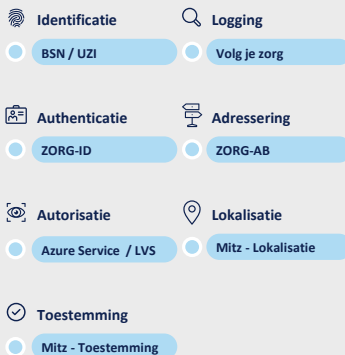 Identificatie
BSN / UZI
Logging
Volg je zorg
Authenticatie
ZORG-ID
Adressering
ZORG-AB
Autorisatie
Azure Service / LVS
Lokalisatie
Mitz - Lokalisatie
Toestemming
Mitz - Toestemming